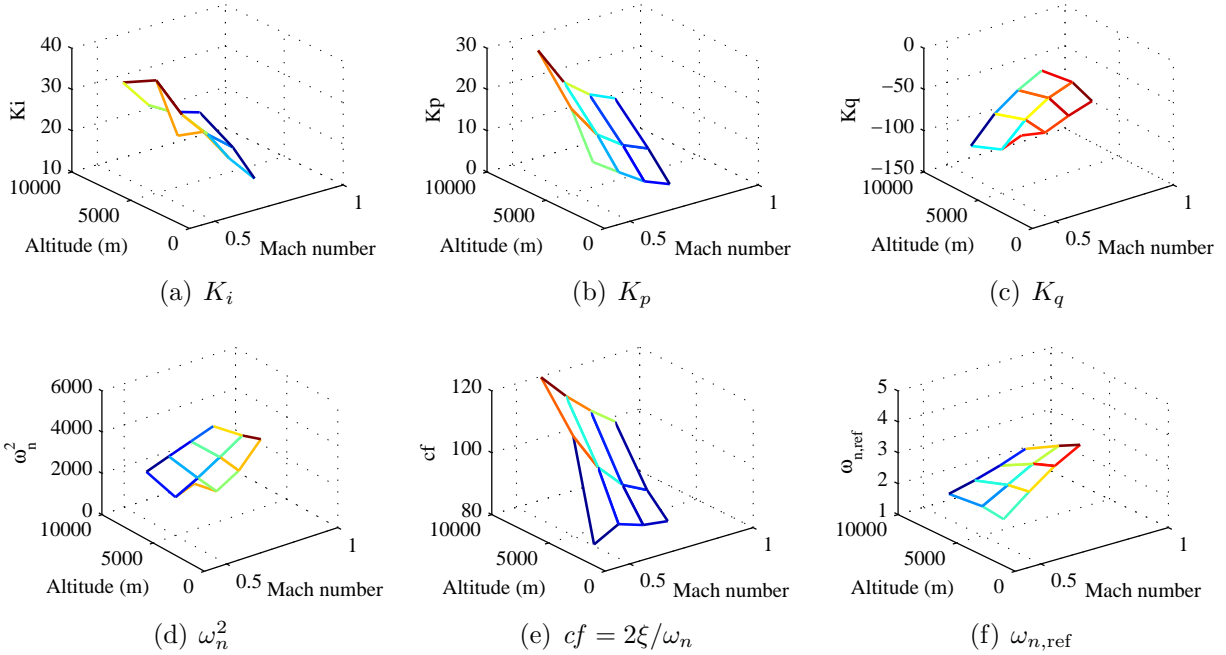 40
30
20
10
Ki
10000
5000
0
Altitude (m)
0.5
1
Mach number
(a) K_i
30
20
10
0
Kp
10000
5000
0
Altitude (m)
0.5
1
Mach number
(b) K_p
0
−50
−100
−150
Kq
10000
5000
0
Altitude (m)
0.5
1
Mach number
(c) K_q
6000
4000
2000
0
ω_n^2
10000
5000
0
Altitude (m)
0.5
1
Mach number
(d) ω_n^2
120
100
80
cf
10000
5000
0
Altitude (m)
0.5
1
Mach number
(e) cf = 2ξ/ω_n
5
4
3
2
1
ω_{n,ref}
10000
5000
0
Altitude (m)
0.5
1
Mach number
(f) ω_{n,ref}